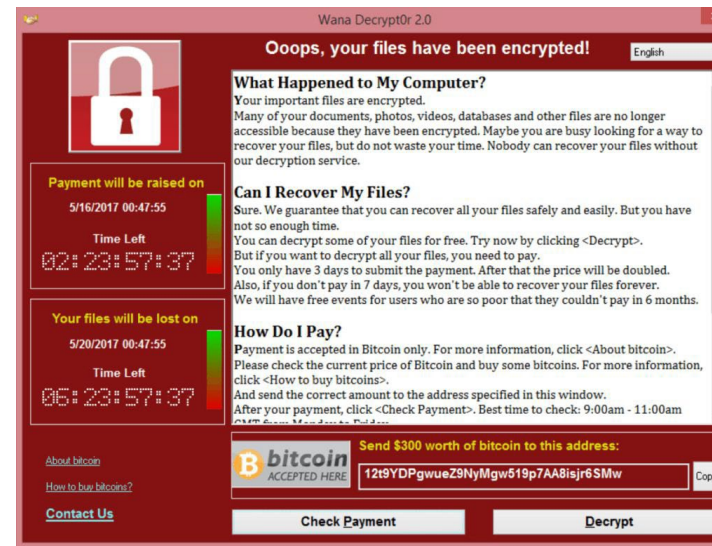 Wana Decrypt0r 2.0
Ooops, your files have been encrypted!
English
What Happened to My Computer?
Your important files are encrypted.
Many of your documents, photos, videos, databases and other files are no longer
accessible because they have been encrypted. Maybe you are busy looking for a way to
recover your files, but do not waste your time. Nobody can recover your files without
our decryption service.
Can I Recover My Files?
Sure. We guarantee that you can recover all your files safely and easily. But you have
not so enough time.
You can decrypt some of your files for free. Try now by clicking <Decrypt>.
But if you want to decrypt all your files, you need to pay.
You only have 3 days to submit the payment. After that the price will be doubled.
Also, if you don't pay in 7 days, you won't be able to recover your files forever.
We will have free events for users who are so poor that they couldn't pay in 6 months.
How Do I Pay?
Payment is accepted in Bitcoin only. For more information, click <About bitcoin>.
Please check the current price of Bitcoin and buy some bitcoins. For more information,
click <How to buy bitcoins>.
And send the correct amount to the address specified in this window.
After your payment, click <Check Payment>. Best time to check: 9:00am - 11:00am
GMT from Monday to Friday
Payment will be raised on
5/16/2017 00:47:55
Time Left
02:23:57:37
Your files will be lost on
5/20/2017 00:47:55
Time Left
06:23:57:37
About bitcoin
How to buy bitcoins?
Contact Us
bitcoin
ACCEPTED HERE
Send $300 worth of bitcoin to this address:
12t9YDPgwueZ9NyMgw519p7AA8isjr6SMw
Cop
Check Payment
Decrypt